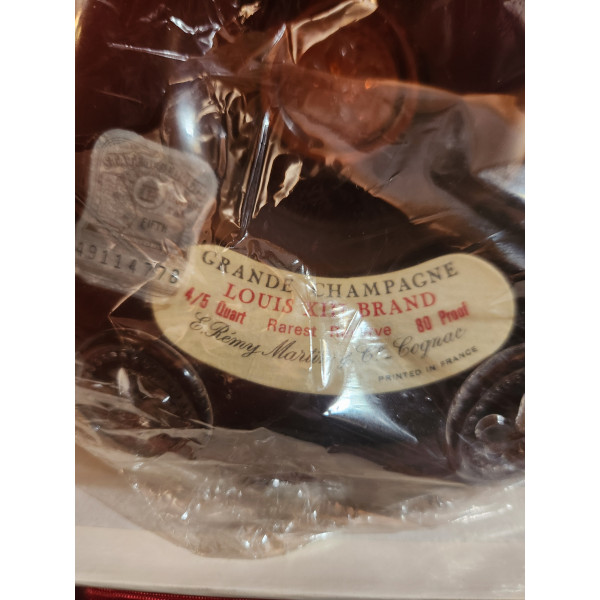 49114778
GRANDE CHAMPAGNE
LOUIS XIII BRAND
4/5 Quart Rarest Reserve 80 Proof
E. Rémy Martin & Co. Cognac
PRINTED IN FRANCE